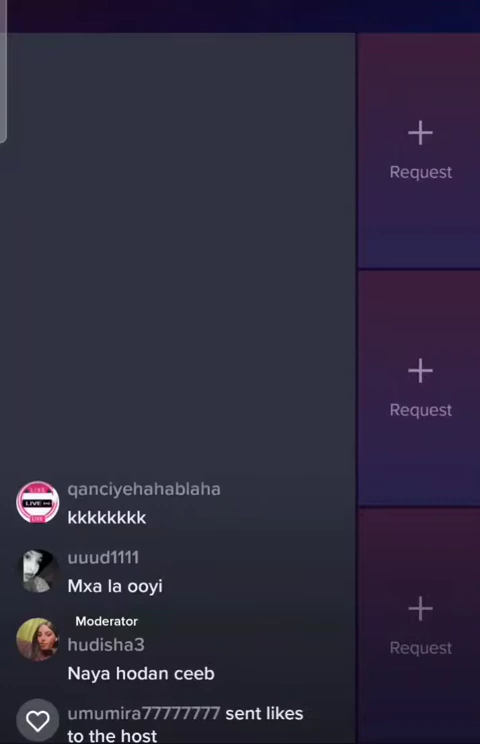 Request
Request
qanciyehahablaha
kkkkkkkk
uuud1111
Mxa la ooyi
Moderator
hudisha3
Request
Naya hodan ceeb
umumira77777777 sent likes
to the host